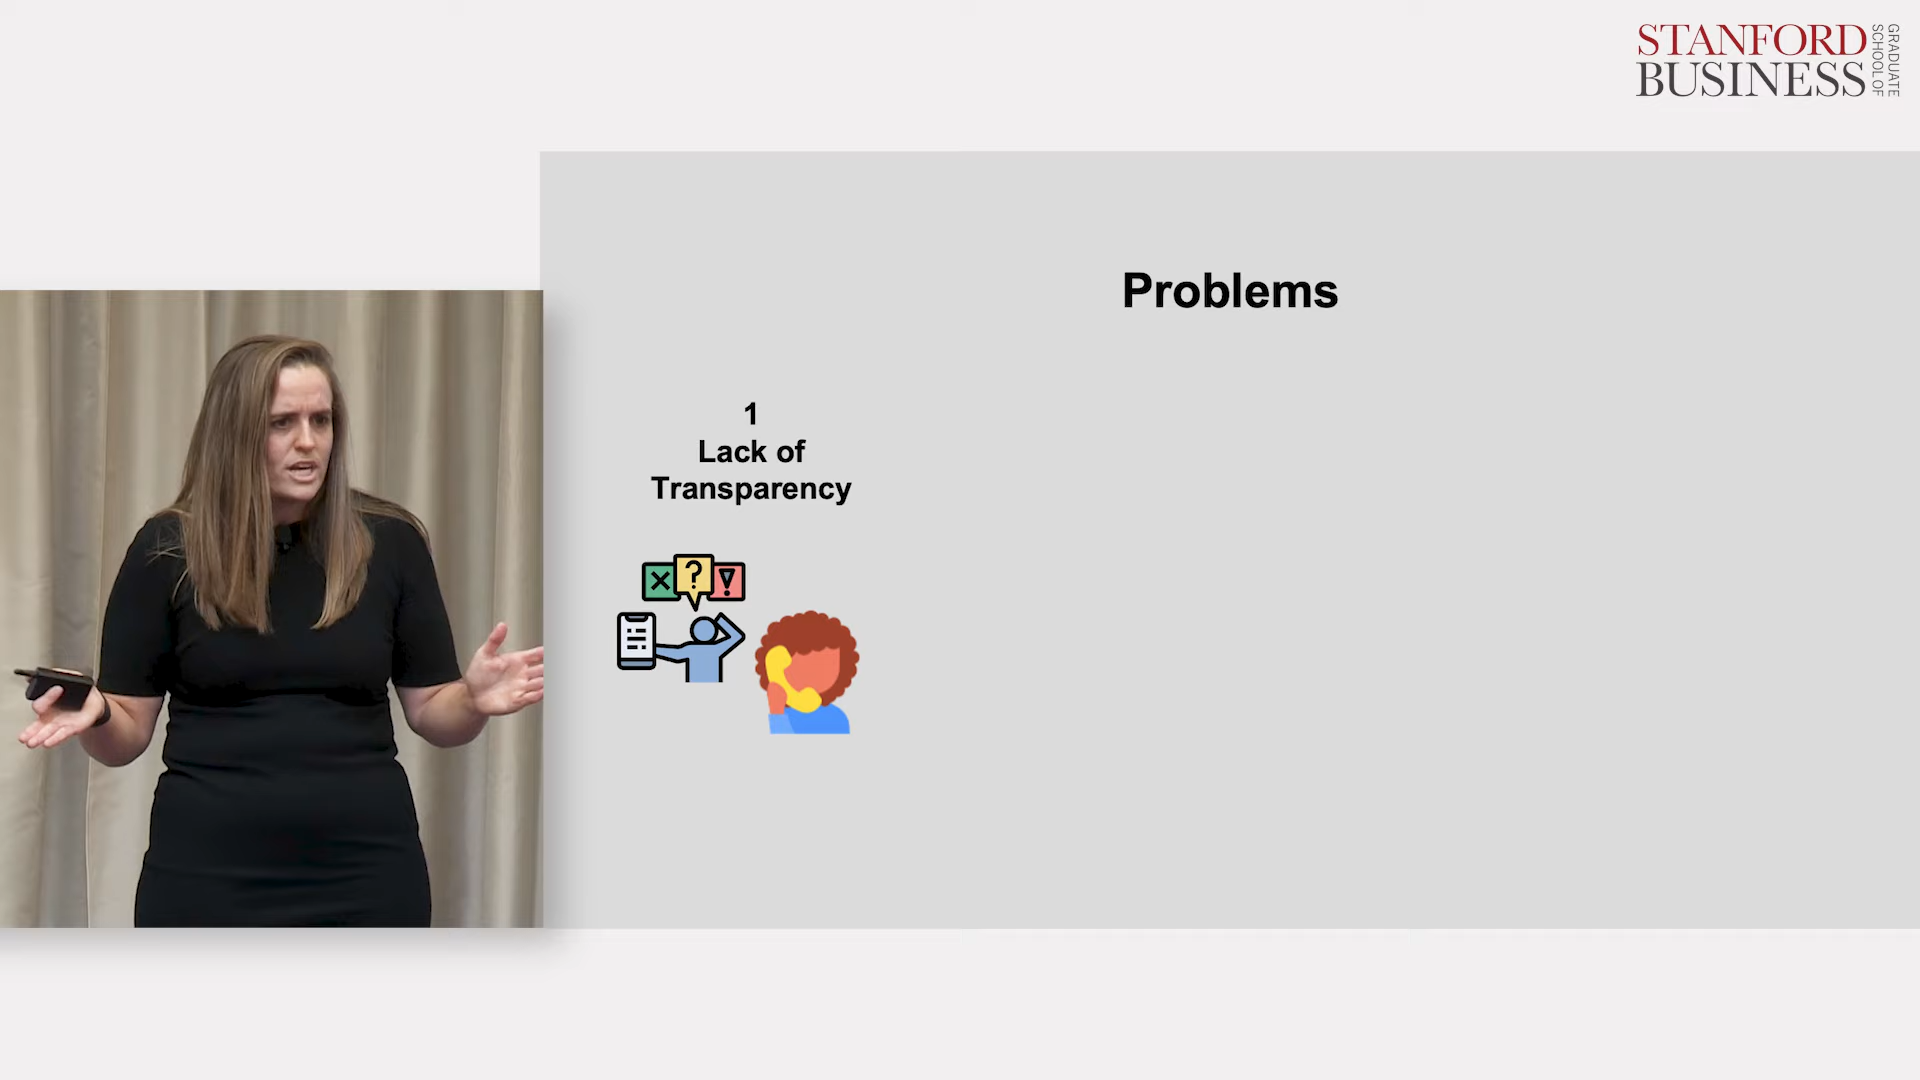 STANFORD
BUSINESS
GRADUATE
SCHOOL OF
Problems
1
Lack of
Transparency
?